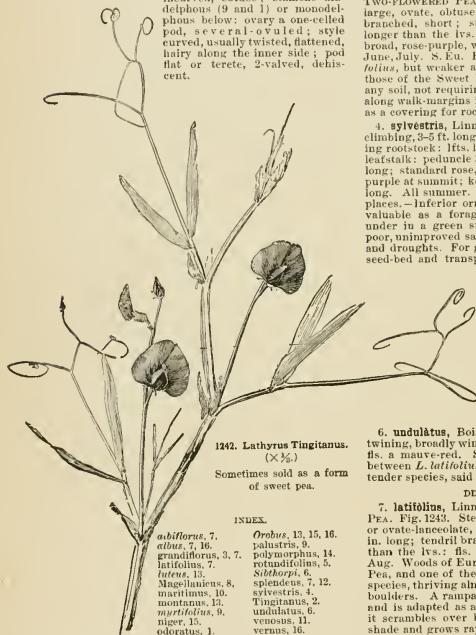 delphous (9 and 1) or monodel-
phous below: ovary a one-celled
pod, several-ovuled; style
curved, usually twisted, flattened,
hairy along the inner side; pod
flat or terete, 2-valved, dehis-
cent.
1242. Lathyrus Tingitanus.
(×⅓.)
Sometimes sold as a form
of sweet pea.
INDEX.
albiflorus, 7.
albus, 7, 16.
grandiflorus, 3, 7.
latifolius, 7.
luteus, 13.
Magellanicus, 8.
maritimus, 10.
montanus, 13.
myrtifolius, 9.
niger, 15.
odoratus, 1.
Orobus, 13, 15, 16.
palustris, 9.
polymorphus, 14.
rotundifolius, 5.
Sibthorpi, 6.
splendens, 7, 12.
sylvestris, 4.
Tingitanus, 2.
undulatus, 6.
venosus, 11.
vernus, 16.
TWO-FLOWERED PEA
large, ovate, obtuse
branched, short; s
longer than the lvs.
broad, rose-purple, w
June, July. S. Eu. H
folius, but weaker a
those of the Sweet
any soil, not requirin
along walk-margins
as a covering for roc
4. sylvéstris, Linn
climbing, 3-5 ft. long
ing rootstock: lfts. l
leafstalk: peduncle
long; standard rose,
purple at summit; k
long. All summer.
places.—Inferior orn
valuable as a forag
under in a green s
poor, unimproved sa
and droughts. For g
seed-bed and transp
6. undulàtus, Boi
twining, broadly win
fls. a mauve-red. S
between L. latifoliu
tender species, said
DE
7. latifòlius, Linn
PEA. Fig. 1243. Ste
or ovate-lanceolate,
in. long; tendril bra
than the lvs.: fls.
Aug. Woods of Eur
Pea, and one of the
species, thriving alm
boulders. A rampa
and is adapted as a
it scrambles over t
shade and grows ra